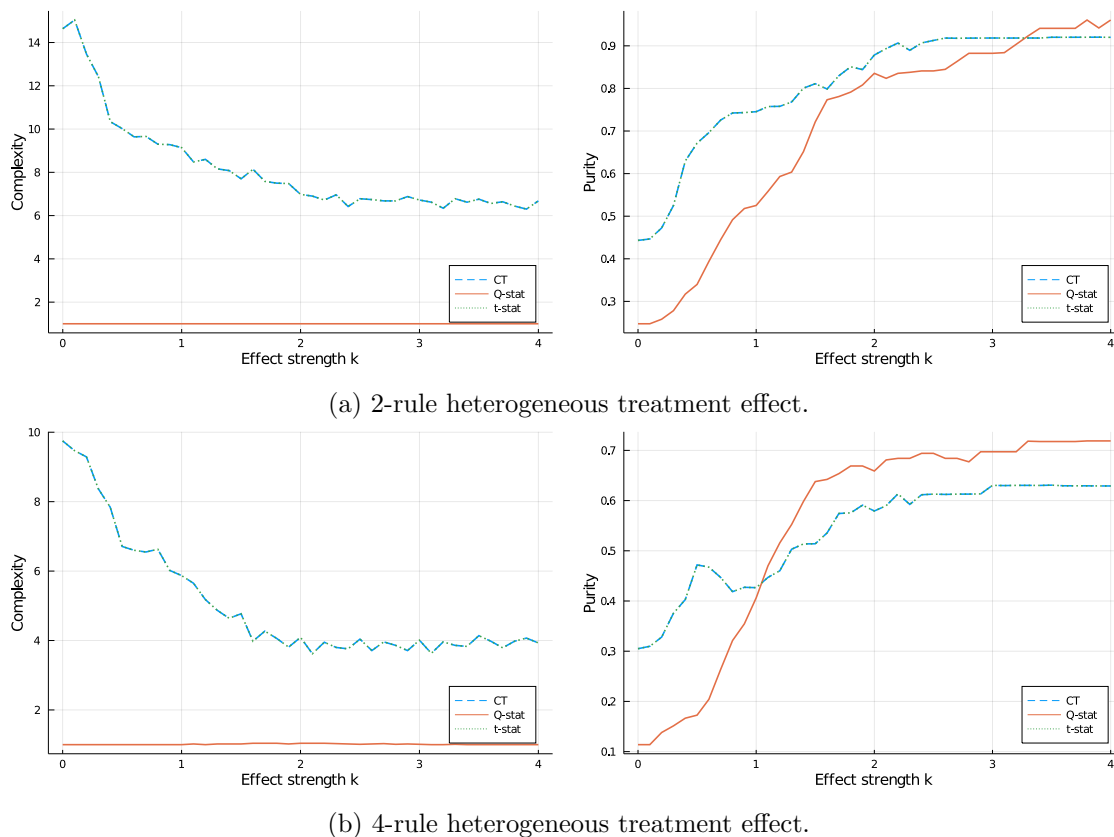 14
12
10
8
6
4
2
Complexity
0 1 2 3 4
Effect strength k
CT
Q-stat
t-stat
0.9
0.8
0.7
0.6
0.5
0.4
0.3
Purity
0 1 2 3 4
Effect strength k
CT
Q-stat
t-stat
(a) 2-rule heterogeneous treatment effect.
10
8
6
4
2
Complexity
0 1 2 3 4
Effect strength k
CT
Q-stat
t-stat
0.7
0.6
0.5
0.4
0.3
0.2
0.1
Purity
0 1 2 3 4
Effect strength k
CT
Q-stat
t-stat
(b) 4-rule heterogeneous treatment effect.